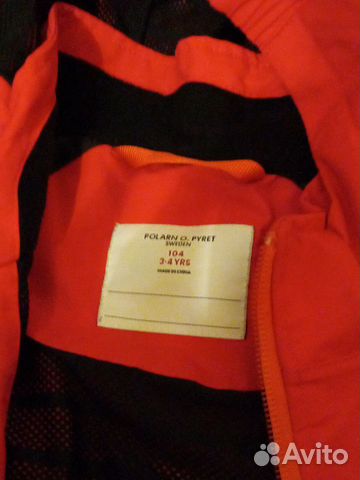 POLARN O. PYRET
SWEDEN
104
3-4 YRS
MADE IN CHINA
Avito